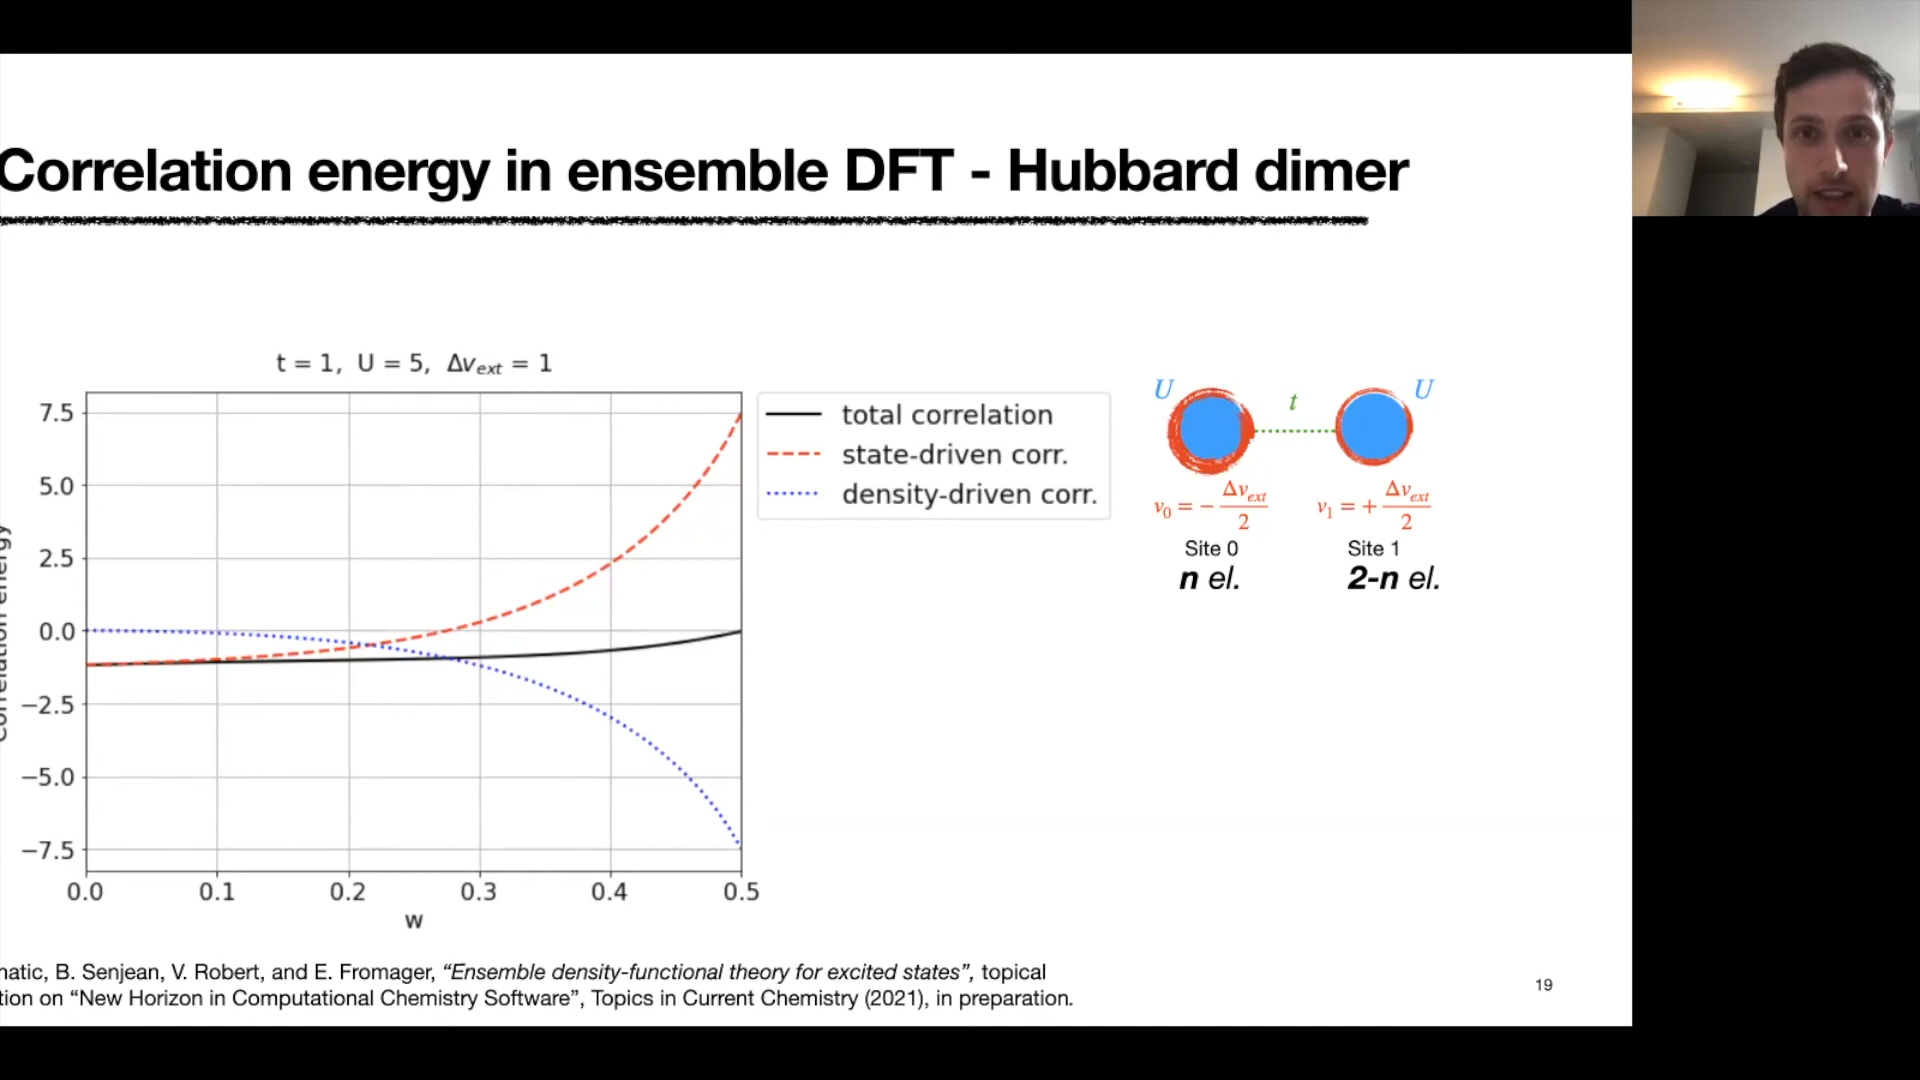 Correlation energy in ensemble DFT - Hubbard dimer
t = 1, U = 5, Δv_ext = 1
7.5
5.0
2.5
0.0
−2.5
−5.0
−7.5
0.0 0.1 0.2 0.3 0.4 0.5
w
Correlation energy
total correlation
state-driven corr.
density-driven corr.
U t U
v_0 = − Δv_ext / 2 v_1 = + Δv_ext / 2
Site 0 Site 1
n el. 2-n el.
B. Senjean, V. Robert, and E. Fromager, “Ensemble density-functional theory for excited states”, topical
on “New Horizon in Computational Chemistry Software”, Topics in Current Chemistry (2021), in preparation.
19